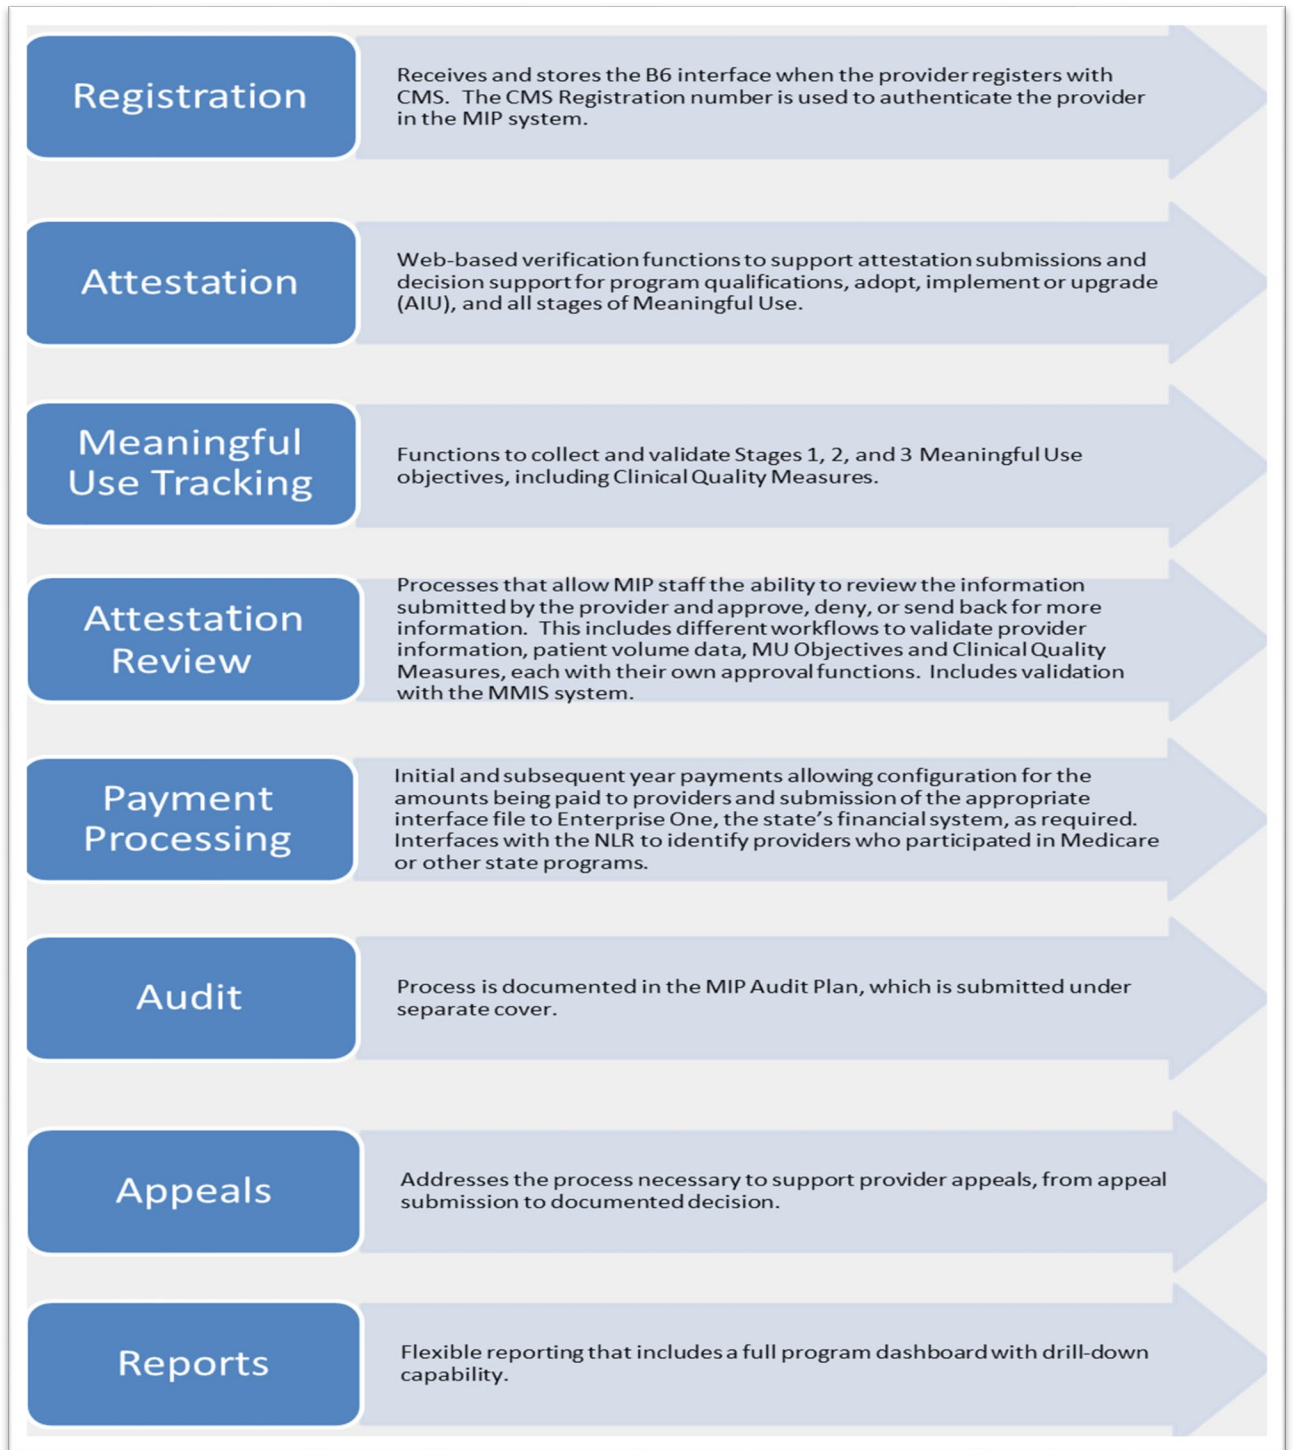 Registration
Receives and stores the B6 interface when the provider registers with
CMS.  The CMS Registration number is used to authenticate the provider
in the MIP system.
Attestation
Web-based verification functions to support attestation submissions and
decision support for program qualifications, adopt, implement or upgrade
(AIU), and all stages of Meaningful Use.
Meaningful
Use Tracking
Functions to collect and validate Stages 1, 2, and 3 Meaningful Use
objectives, including Clinical Quality Measures.
Attestation
Review
Processes that allow MIP staff the ability to review the information
submitted by the provider and approve, deny, or send back for more
information.  This includes different workflows to validate provider
information, patient volume data, MU Objectives and Clinical Quality
Measures, each with their own approval functions.  Includes validation
with the MMIS system.
Payment
Processing
Initial and subsequent year payments allowing configuration for the
amounts being paid to providers and submission of the appropriate
interface file to Enterprise One, the state's financial system, as required.
Interfaces with the NLR to identify providers who participated in Medicare
or other state programs.
Audit
Process is documented in the MIP Audit Plan, which is submitted under
separate cover.
Appeals
Addresses the process necessary to support provider appeals, from appeal
submission to documented decision.
Reports
Flexible reporting that includes a full program dashboard with drill-down
capability.